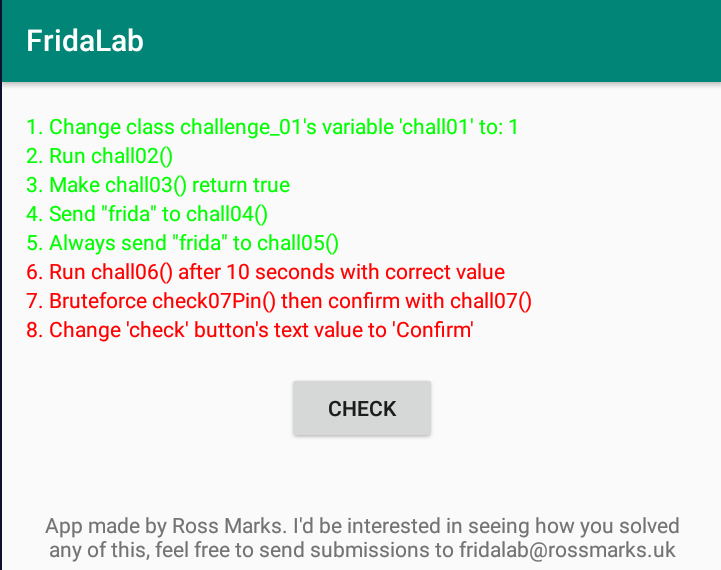 FridaLab
1. Change class challenge_01's variable 'chall01' to: 1
2. Run chall02()
3. Make chall03() return true
4. Send "frida" to chall04()
5. Always send "frida" to chall05()
6. Run chall06() after 10 seconds with correct value
7. Bruteforce check07Pin() then confirm with chall07()
8. Change 'check' button's text value to 'Confirm'
CHECK
App made by Ross Marks. I'd be interested in seeing how you solved
any of this, feel free to send submissions to fridalab@rossmarks.uk